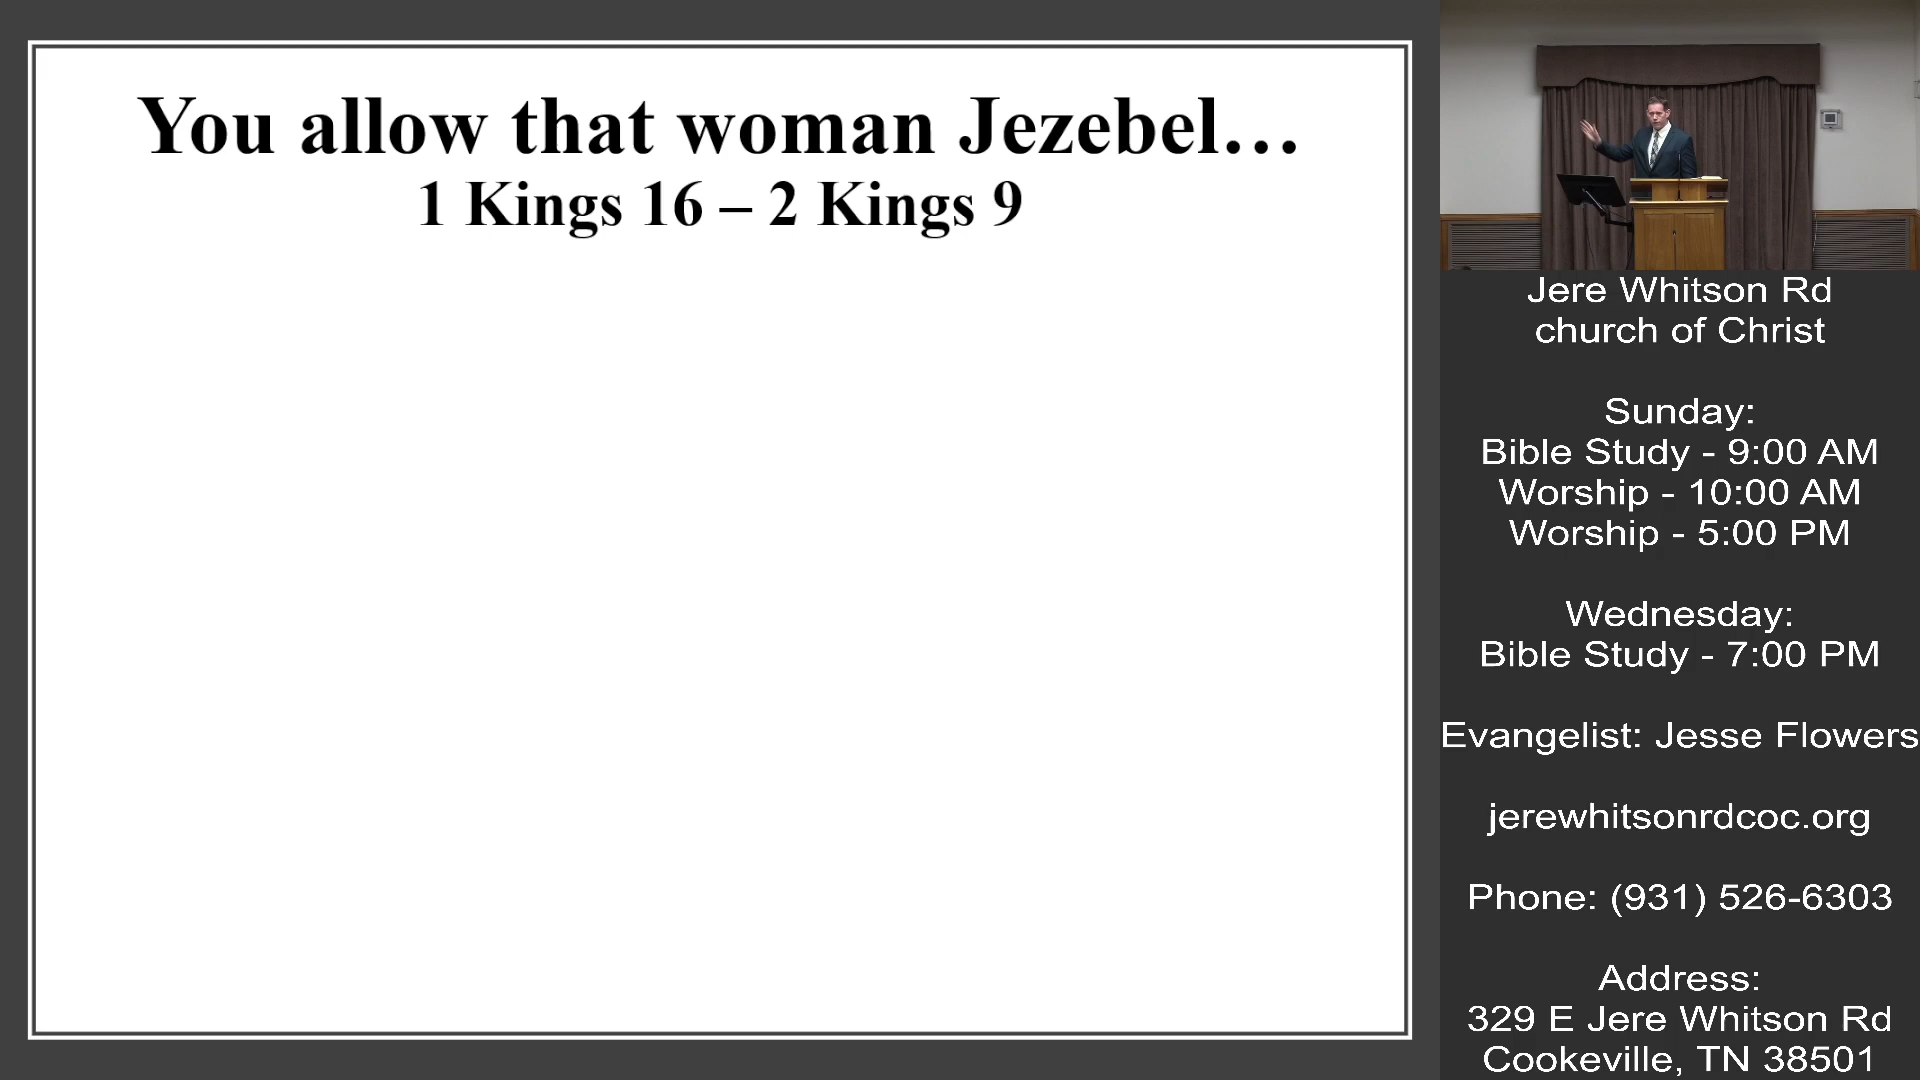 You allow that woman Jezebel…
1 Kings 16 – 2 Kings 9
Jere Whitson Rd
church of Christ
Sunday:
Bible Study - 9:00 AM
Worship - 10:00 AM
Worship - 5:00 PM
Wednesday:
Bible Study - 7:00 PM
Evangelist: Jesse Flowers
jerewhitsonrdcoc.org
Phone: (931) 526-6303
Address:
329 E Jere Whitson Rd
Cookeville, TN 38501